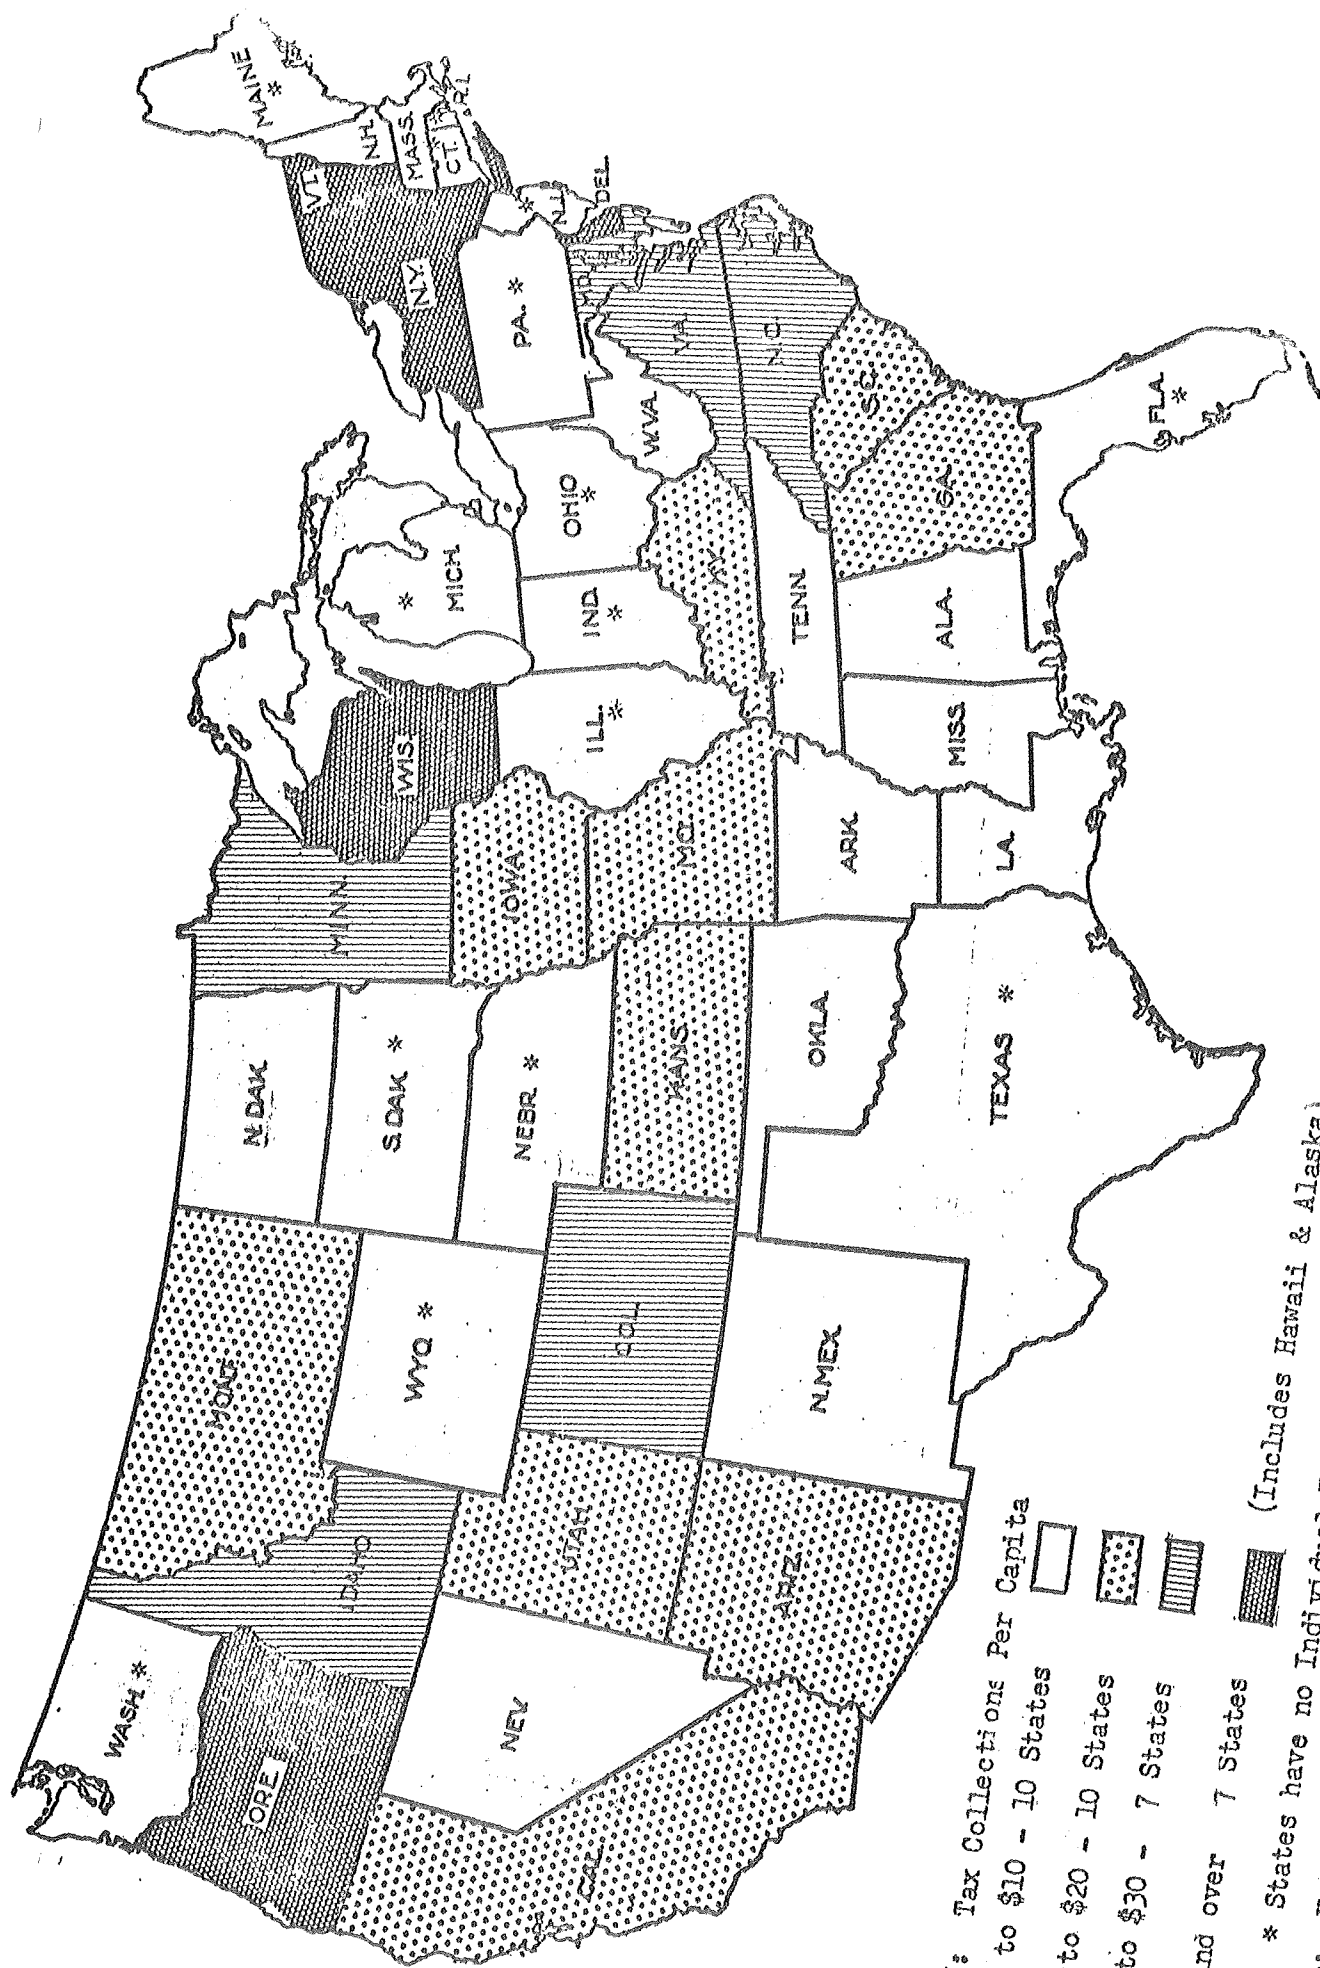 WASH *
ORE.
CAL.
NEV.
IDAHO
MONT.
WYO. *
UTAH
ARIZ.
COL.
N.MEX.
N.DAK.
S.DAK. *
NEBR. *
KANS.
OKLA.
TEXAS *
MINN.
IOWA
MO.
ARK.
LA.
WIS.
ILL. *
MISS.
MICH. *
IND. *
OHIO *
KY.
TENN.
ALA.
GA.
FLA. *
S.C.
N.C.
VA.
W.VA.
PA. *
MD.
DEL.
N.J. *
N.Y.
VT.
N.H.
MASS.
CT. *
R.I.
MAINE *
: Tax Collections Per Capita
to $10 - 10 States
to $20 - 10 States
to $30 - 7 States
nd over 7 States (Includes Hawaii & Alaska)
* States have no Individual